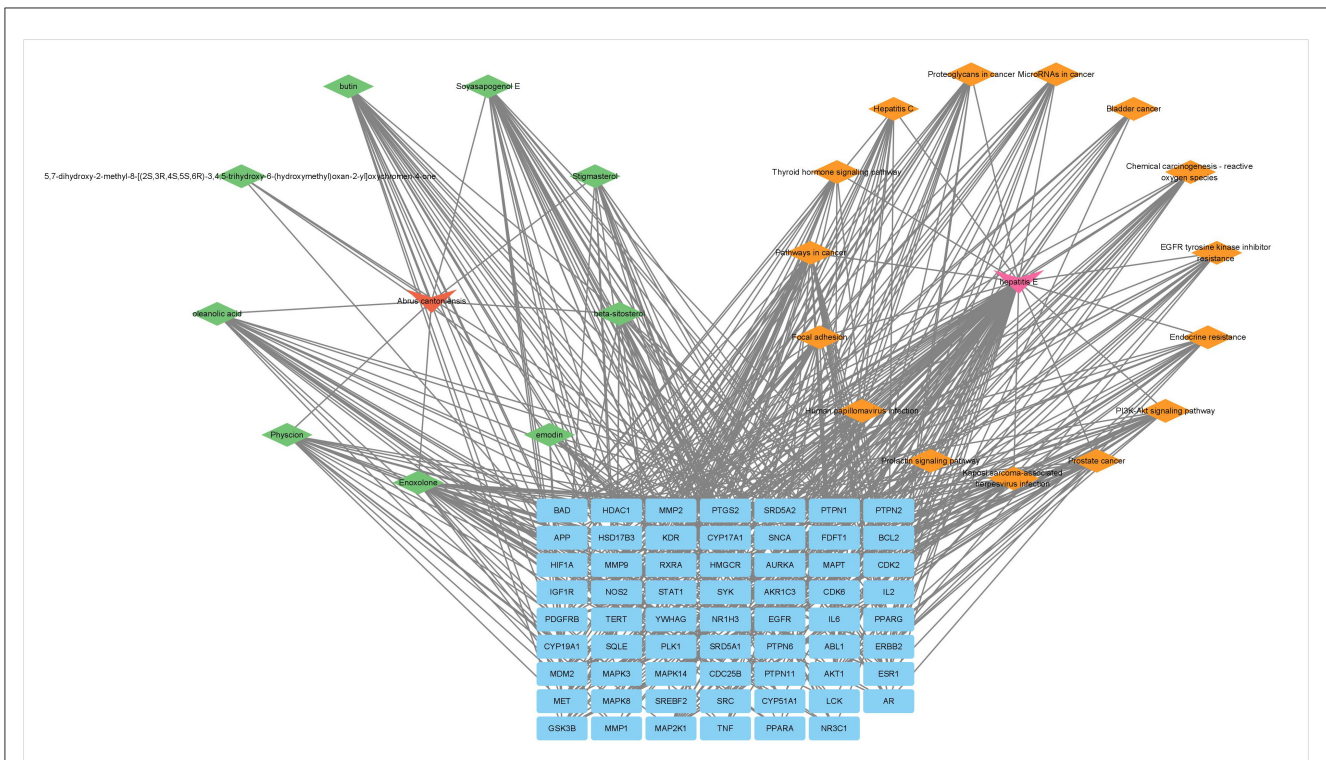 butin
Soyasapogenol E
Proteoglycans in cancer
MicroRNAs in cancer
Hepatitis C
Bladder cancer
5,7-dihydroxy-2-methyl-8-[(2S,3R,4S,5S,6R)-3,4,5-trihydroxy-6-(hydroxymethyl)oxan-2-yl]oxychromen-4-one
Stigmasterol
Thyroid hormone signaling pathway
Chemical carcinogenesis - reactive
oxygen species
Pathways in cancer
EGFR tyrosine kinase inhibitor
resistance
Abrus cantoniensis
hepatitis E
oleanolic acid
beta-sitosterol
Focal adhesion
Endocrine resistance
Human papillomavirus infection
PI3K-Akt signaling pathway
Physcion
emodin
Prolactin signaling pathway
Prostate cancer
Enoxolone
Kaposi sarcoma-associated
herpesvirus infection
BAD HDAC1 MMP2 PTGS2 SRD5A2 PTPN1 PTPN2
APP HSD17B3 KDR CYP17A1 SNCA FDFT1 BCL2
HIF1A MMP9 RXRA HMGCR AURKA MAPT CDK2
IGF1R NOS2 STAT1 SYK AKR1C3 CDK6 IL2
PDGFRB TERT YWHAG NR1H3 EGFR IL6 PPARG
CYP19A1 SQLE PLK1 SRD5A1 PTPN6 ABL1 ERBB2
MDM2 MAPK3 MAPK14 CDC25B PTPN11 AKT1 ESR1
MET MAPK8 SREBF2 SRC CYP51A1 LCK AR
GSK3B MMP1 MAP2K1 TNF PPARA NR3C1